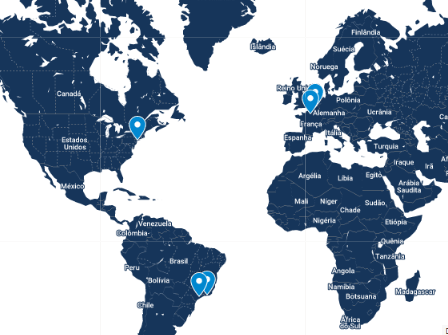 Finlândia
Islândia
Suécia
Noruega
Canadá
Reino Uni
Polônia
Alemanha
Ucrânia
França
Estados
Unidos
Espanha
Itália
Turquia
Iraque
Irã
Argélia
Líbia
Egito
Arábia
Saudita
México
Mali
Níger
Chade
Sudão
Nigéria
Etiópia
Venezuela
Colômbia
Quênia
Tanzânia
Peru
Brasil
Bolívia
Angola
Namíbia
Botsuana
Madagascar
Chile
África
do Sul